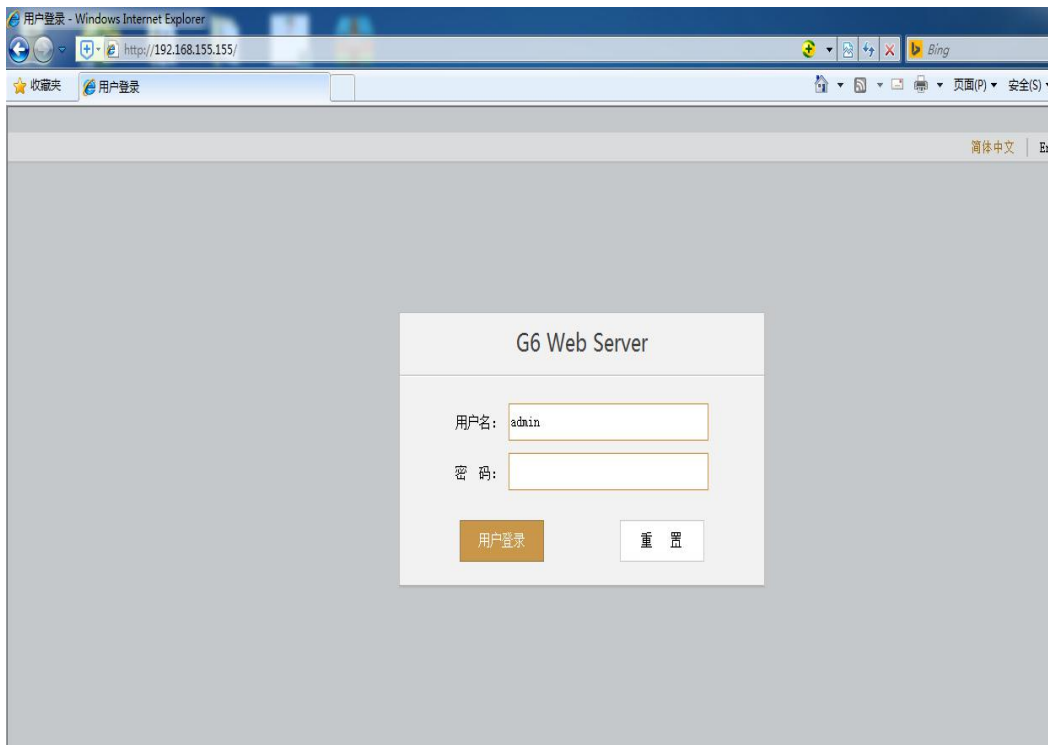 用户登录 - Windows Internet Explorer
http://192.168.155.155/
Bing
收藏夹
用户登录
页面(P)
安全(S)
简体中文
G6 Web Server
用户名:
admin
密 码:
用户登录
重 置